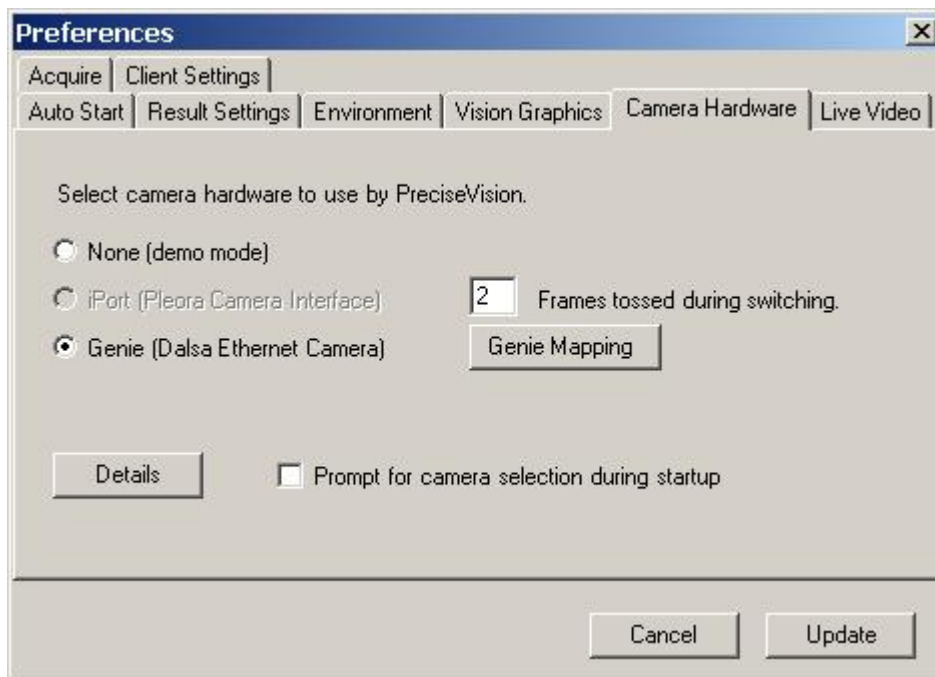 Preferences
Acquire Client Settings
Auto Start Result Settings Environment Vision Graphics Camera Hardware Live Video
Select camera hardware to use by PreciseVision.
None (demo mode)
iPort (Pleora Camera Interface) 2 Frames tossed during switching.
Genie (Dalsa Ethernet Camera) Genie Mapping
Details Prompt for camera selection during startup
Cancel Update